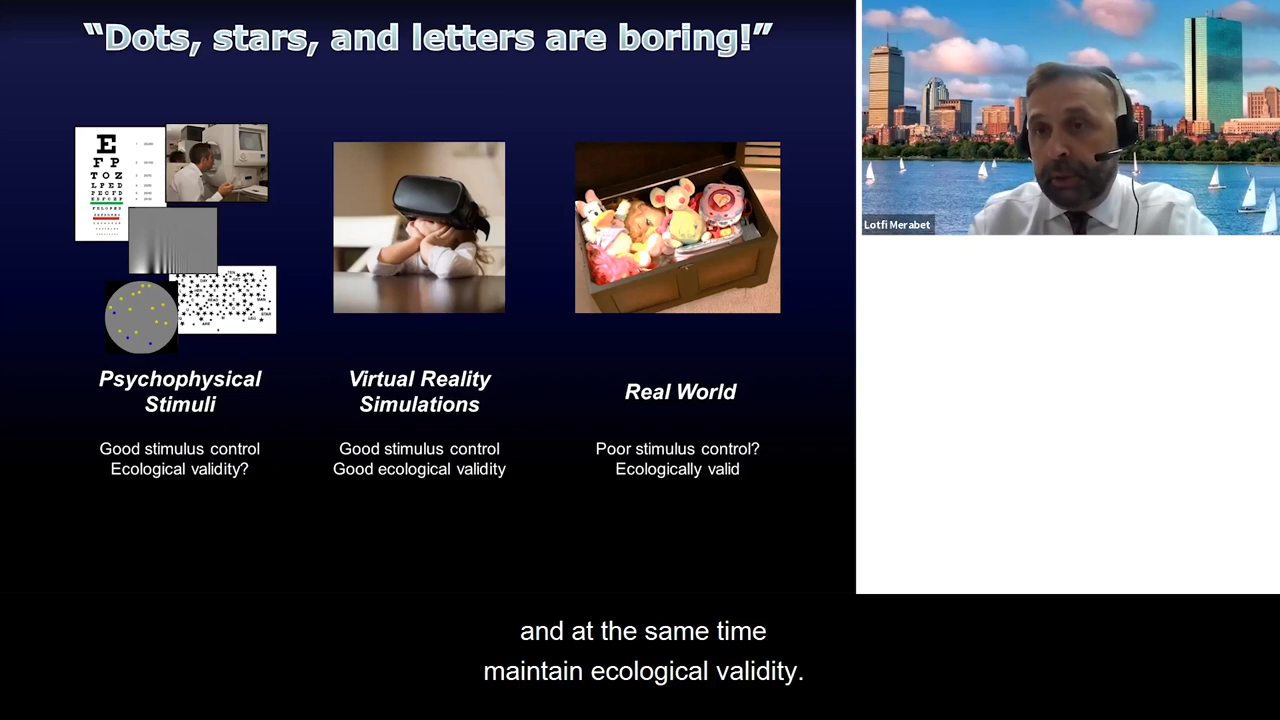 “Dots, stars, and letters are boring!”
E
F P
T O Z
L P E D
P E C F D
Lotfi Merabet
Psychophysical
Stimuli
Good stimulus control
Ecological validity?
Virtual Reality
Simulations
Good stimulus control
Good ecological validity
Real World
Poor stimulus control?
Ecologically valid
and at the same time
maintain ecological validity.